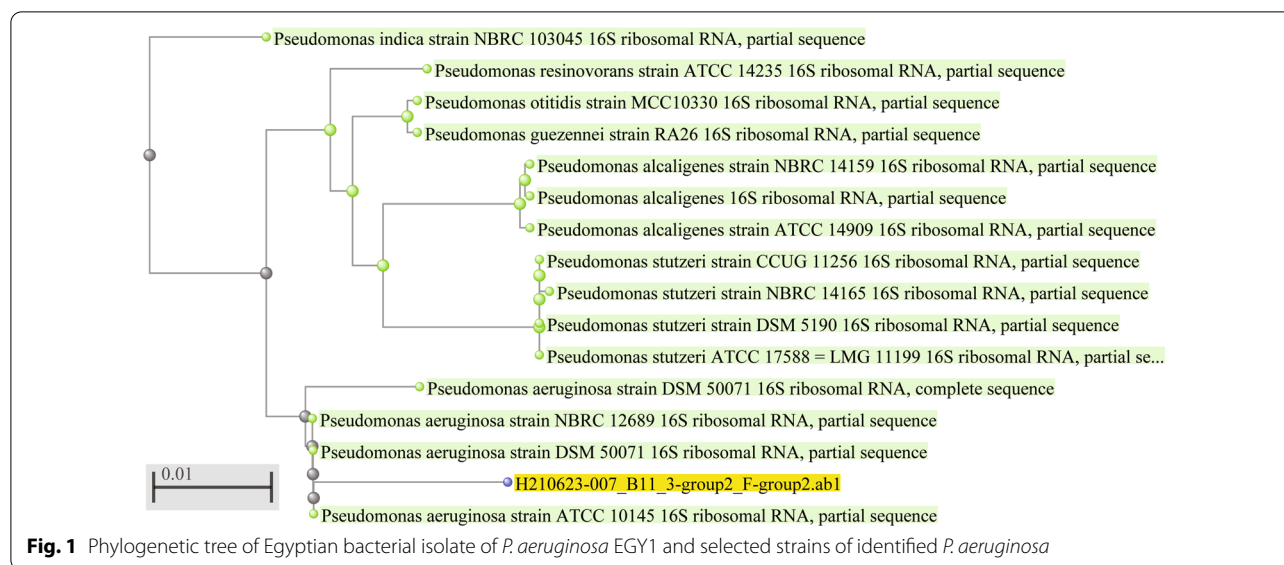 Pseudomonas indica strain NBRC 103045 16S ribosomal RNA, partial sequence
Pseudomonas resinovorans strain ATCC 14235 16S ribosomal RNA, partial sequence
Pseudomonas otitidis strain MCC10330 16S ribosomal RNA, partial sequence
Pseudomonas guezennei strain RA26 16S ribosomal RNA, partial sequence
Pseudomonas alcaligenes strain NBRC 14159 16S ribosomal RNA, partial sequence
Pseudomonas alcaligenes 16S ribosomal RNA, partial sequence
Pseudomonas alcaligenes strain ATCC 14909 16S ribosomal RNA, partial sequence
Pseudomonas stutzeri strain CCUG 11256 16S ribosomal RNA, partial sequence
Pseudomonas stutzeri strain NBRC 14165 16S ribosomal RNA, partial sequence
Pseudomonas stutzeri strain DSM 5190 16S ribosomal RNA, partial sequence
Pseudomonas stutzeri ATCC 17588 = LMG 11199 16S ribosomal RNA, partial se...
Pseudomonas aeruginosa strain DSM 50071 16S ribosomal RNA, complete sequence
Pseudomonas aeruginosa strain NBRC 12689 16S ribosomal RNA, partial sequence
Pseudomonas aeruginosa strain DSM 50071 16S ribosomal RNA, partial sequence
0.01
H210623-007_B11_3-group2_F-group2.ab1
Pseudomonas aeruginosa strain ATCC 10145 16S ribosomal RNA, partial sequence
Fig. 1 Phylogenetic tree of Egyptian bacterial isolate of P. aeruginosa EGY1 and selected strains of identified P. aeruginosa